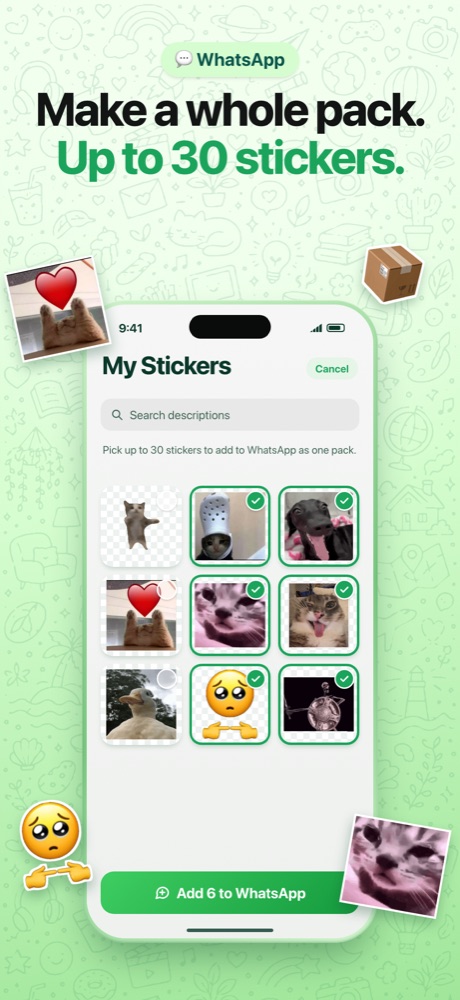 WhatsApp
Make a whole pack.
Up to 30 stickers.
9:41
My Stickers
Cancel
Search descriptions
Pick up to 30 stickers to add to WhatsApp as one pack.
Add 6 to WhatsApp